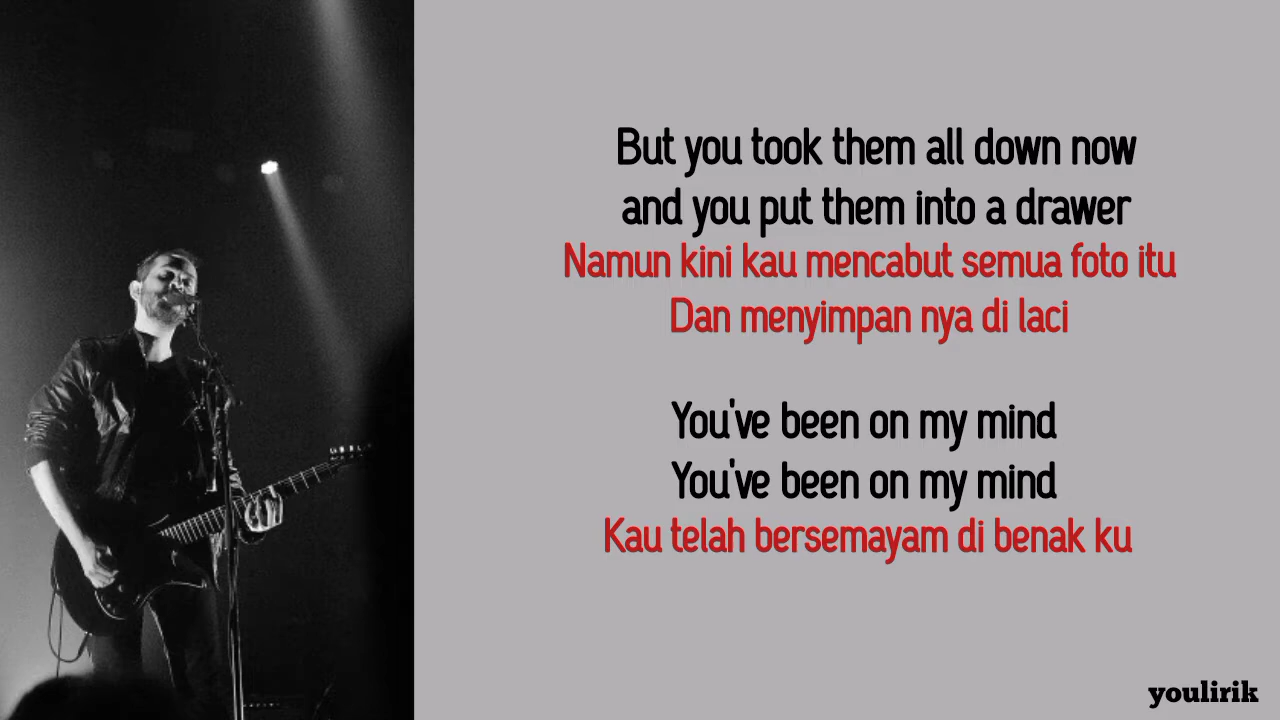 But you took them all down now
and you put them into a drawer
Namun kini kau mencabut semua foto itu
Dan menyimpan nya di laci
You've been on my mind
You've been on my mind
Kau telah bersemayam di benak ku
youlirik